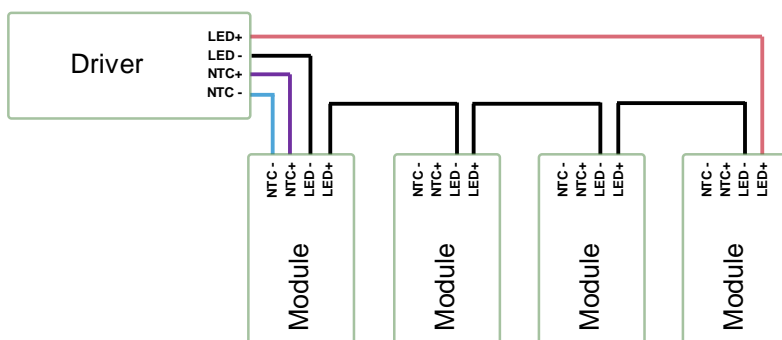 Driver
LED+
LED -
NTC+
NTC -
NTC -
NTC+
LED -
LED+
Module
NTC -
NTC+
LED -
LED+
Module
NTC -
NTC+
LED -
LED+
Module
NTC -
NTC+
LED -
LED+
Module